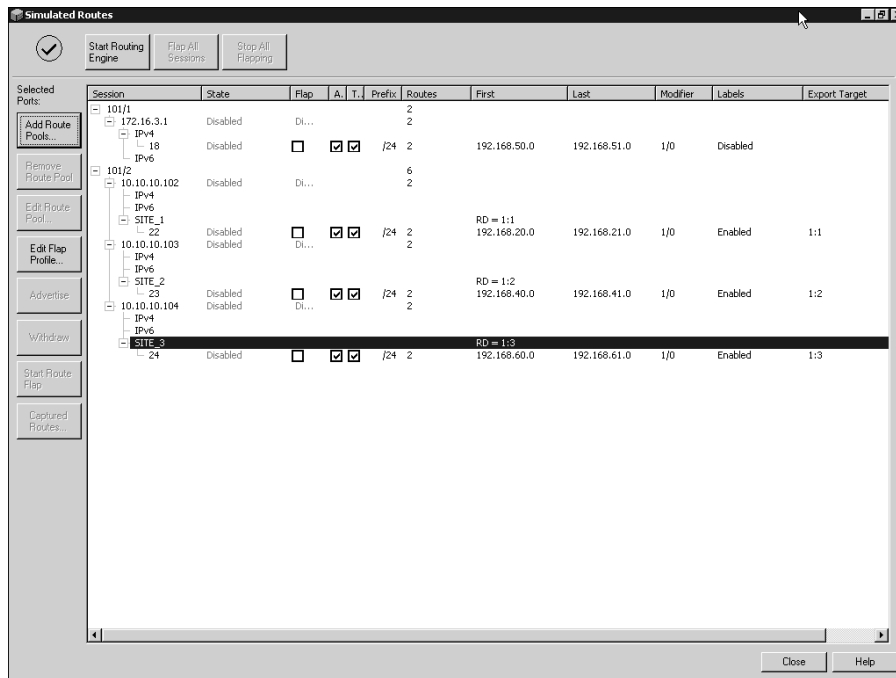 Simulated Routes
Start Routing Engine
Flap All Sessions
Stop All Flapping
Selected Ports:
Add Route Pools...
Remove Route Pool
Edit Route Pool...
Edit Flap Profile...
Advertise
Withdraw
Start Route Flap
Captured Routes...
Session State Flap A. T.. Prefix Routes First Last Modifier Labels Export Target
101/1 2
172.16.3.1 Disabled Di... 2
IPv4
18 Disabled /24 2 192.168.50.0 192.168.51.0 1/0 Disabled
IPv6
101/2 6
10.10.10.102 Disabled Di... 2
IPv4
IPv6
SITE_1 RD = 1:1
22 Disabled /24 2 192.168.20.0 192.168.21.0 1/0 Enabled 1:1
10.10.10.103 Disabled Di... 2
IPv4
IPv6
SITE_2 RD = 1:2
23 Disabled /24 2 192.168.40.0 192.168.41.0 1/0 Enabled 1:2
10.10.10.104 Disabled Di... 2
IPv4
IPv6
SITE_3 RD = 1:3
24 Disabled /24 2 192.168.60.0 192.168.61.0 1/0 Enabled 1:3
Close
Help